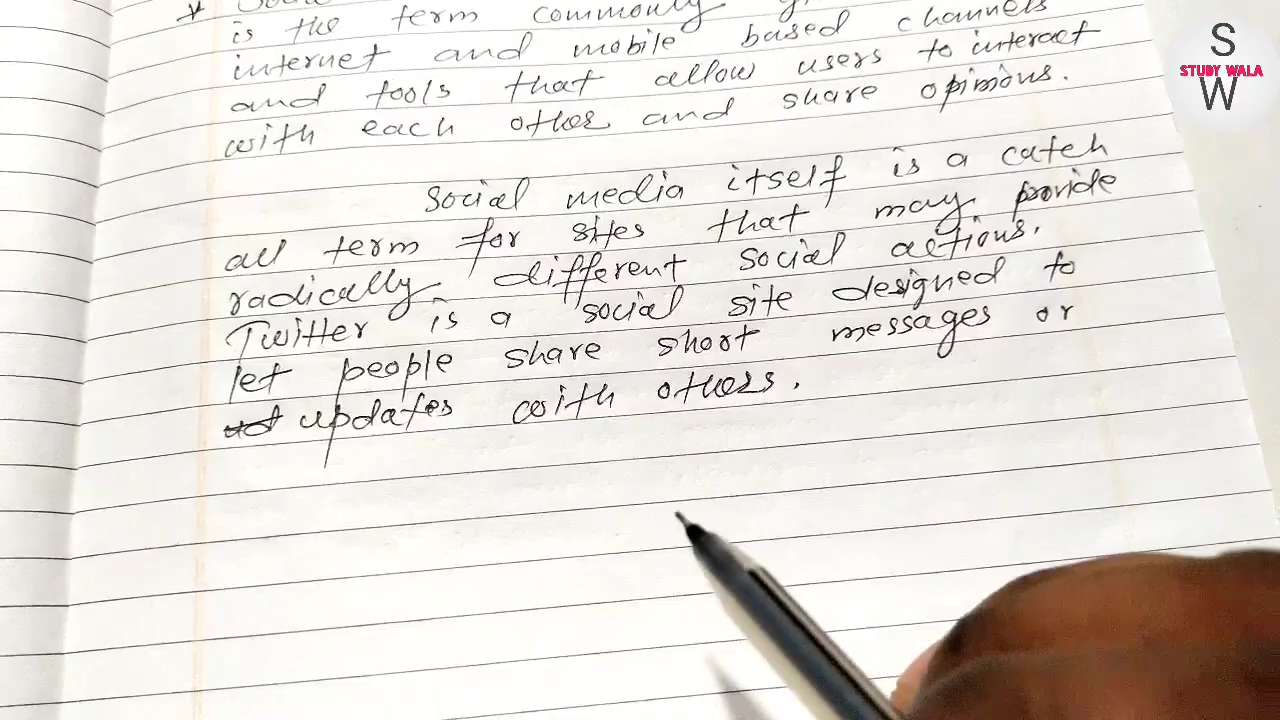 is the term commonly
internet and mobile based channels
and tools that allow users to interact
with each other and share opinions.
Social media itself is a catch
all term for sites that may provide
radically different social actions.
Twitter is a social site designed to
let people share short messages or
updates with others.
S
STUDY WALA
W